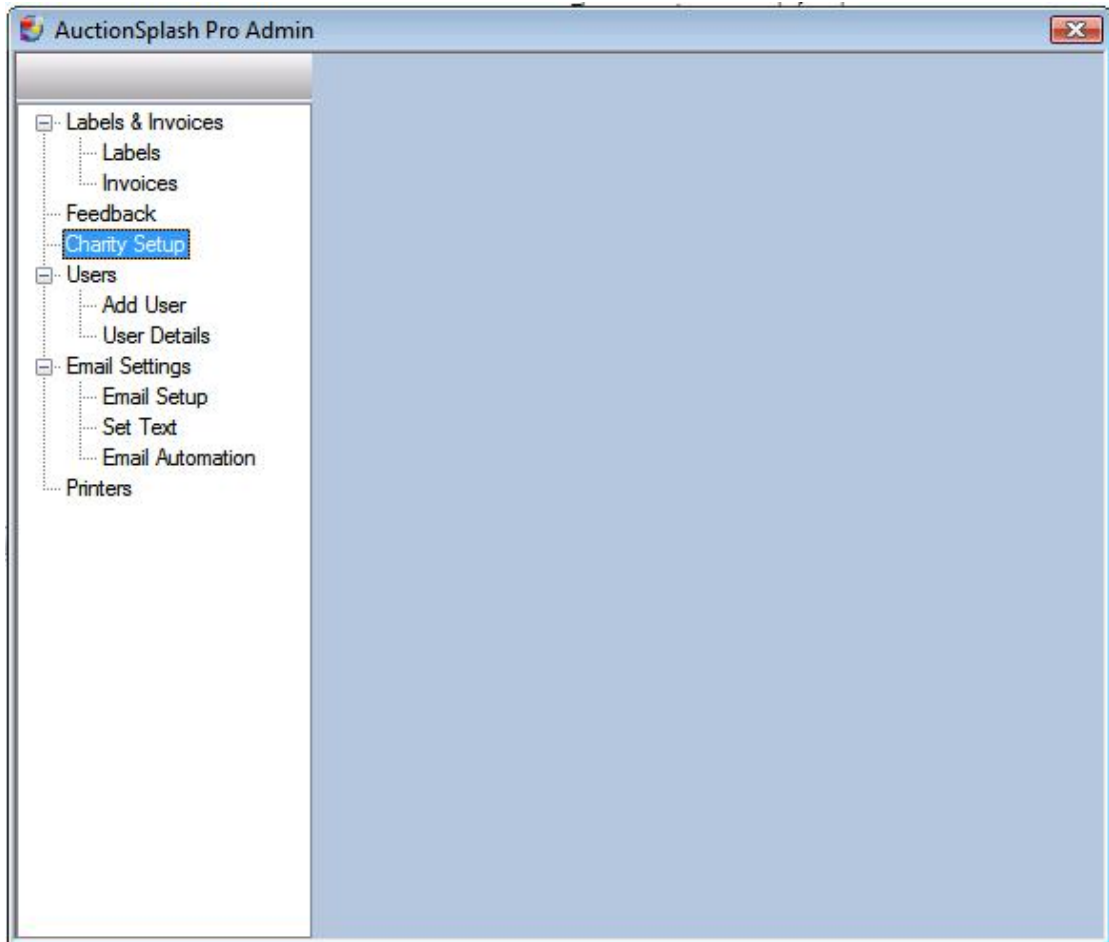 AuctionSplash Pro Admin
Labels & Invoices
Labels
Invoices
Feedback
Charity Setup
Users
Add User
User Details
Email Settings
Email Setup
Set Text
Email Automation
Printers